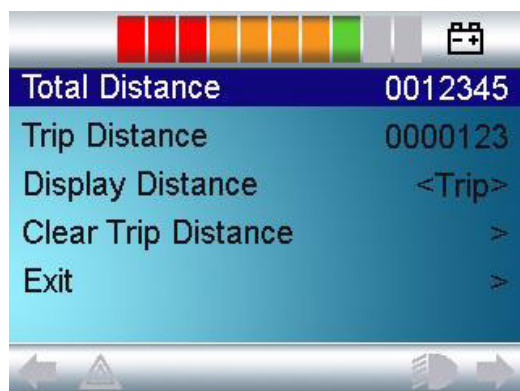 Total Distance 0012345
Trip Distance 0000123
Display Distance <Trip>
Clear Trip Distance >
Exit >